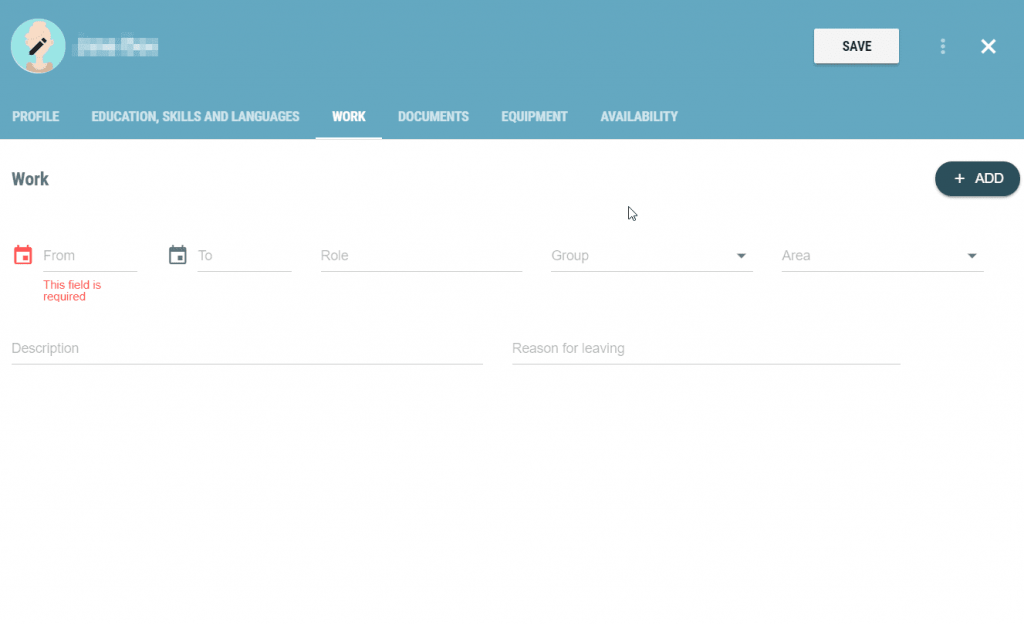 SAVE
PROFILE EDUCATION, SKILLS AND LANGUAGES WORK DOCUMENTS EQUIPMENT AVAILABILITY
Work
+ ADD
From To Role Group Area
This field is
required
Description Reason for leaving